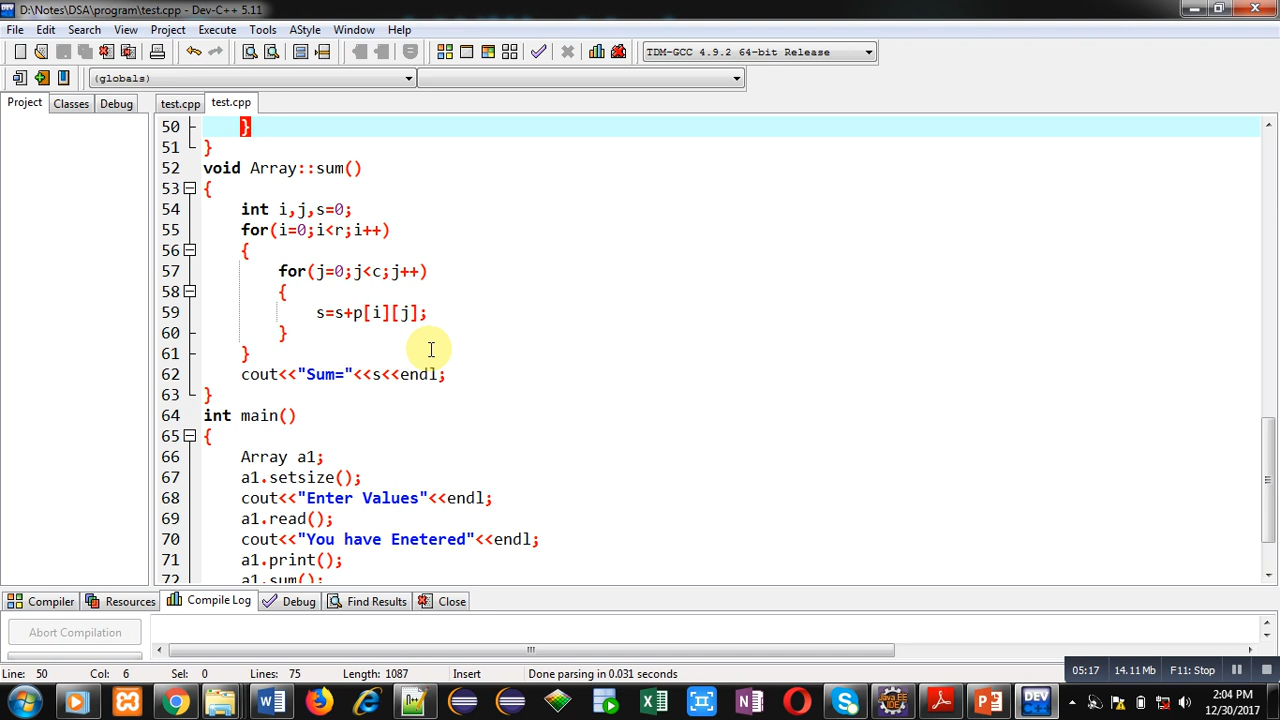 D:\Notes\DSA\program\test.cpp - Dev-C++ 5.11
File Edit Search View Project Execute Tools AStyle Window Help
TDM-GCC 4.9.2 64-bit Release
(globals)
Project Classes Debug test.cpp test.cpp
50 }
51 }
52 void Array::sum()
53 {
54 int i,j,s=0;
55 for(i=0;i<r;i++)
56 {
57 for(j=0;j<c;j++)
58 {
59 s=s+p[i][j];
60 }
61 }
62 cout<<"Sum="<<s<<endl;
63 }
64 int main()
65 {
66 Array a1;
67 a1.setsize();
68 cout<<"Enter Values"<<endl;
69 a1.read();
70 cout<<"You have Enetered"<<endl;
71 a1.print();
72 a1.sum();
Compiler Resources Compile Log Debug Find Results Close
Abort Compilation
Line: 50 Col: 6 Sel: 0 Lines: 75 Length: 1087 Insert Done parsing in 0.031 seconds
05:17 14.11 Mb F11: Stop
2:04 PM
12/30/2017